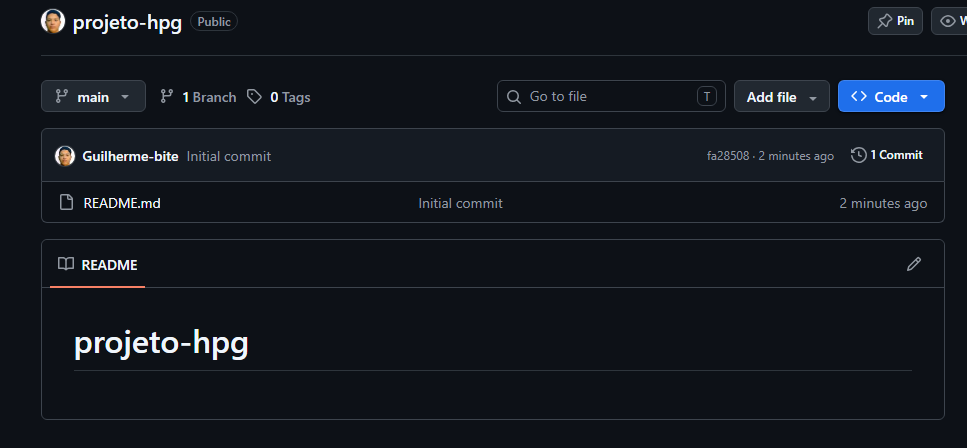 projeto-hpg Public Pin W
main 1 Branch 0 Tags Go to file T Add file Code
Guilherme-bite Initial commit fa28508 · 2 minutes ago 1 Commit
README.md Initial commit 2 minutes ago
README
projeto-hpg